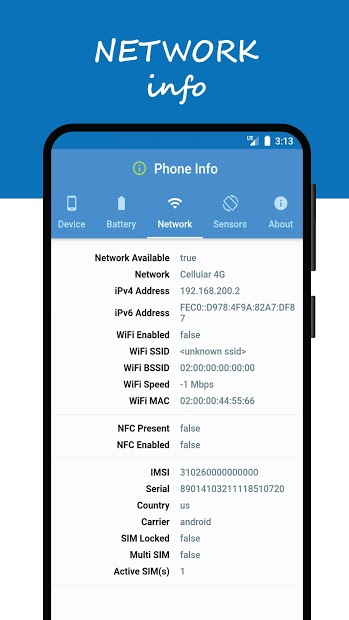 NETWORK
info
LTE 3:13
Phone Info
Device Battery Network Sensors About
Network Available true
Network Cellular 4G
IPv4 Address 192.168.200.2
IPv6 Address FEC0::D978:4F9A:82A7:DF8
7
WiFi Enabled false
WiFi SSID <unknown ssid>
WiFi BSSID 02:00:00:00:00:00
WiFi Speed -1 Mbps
WiFi MAC 02:00:00:44:55:66
NFC Present false
NFC Enabled false
IMSI 310260000000000
Serial 89014103211118510720
Country us
Carrier android
SIM Locked false
Multi SIM false
Active SIM(s) 1